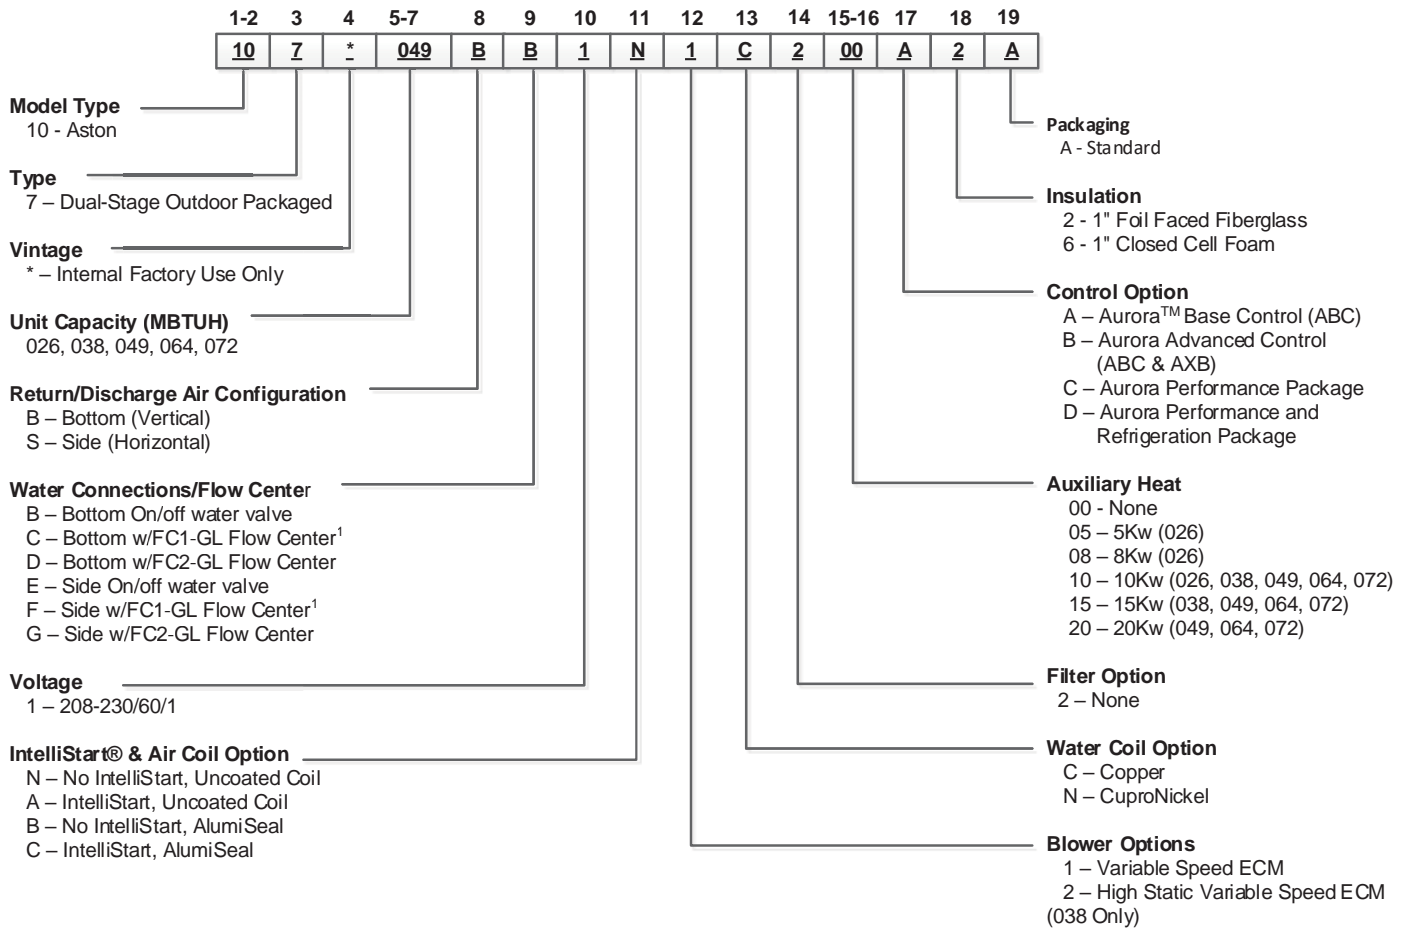 1-2 3 4 5-7 8 9 10 11 12 13 14 15-16 17 18 19
10 7 * 049 B B 1 N 1 C 2 00 A 2 A
Model Type
10 - Aston
Type
7 – Dual-Stage Outdoor Packaged
Vintage
* – Internal Factory Use Only
Unit Capacity (MBTUH)
026, 038, 049, 064, 072
Return/Discharge Air Configuration
B – Bottom (Vertical)
S – Side (Horizontal)
Water Connections/Flow Center
B – Bottom On/off water valve
C – Bottom w/FC1-GL Flow Center¹
D – Bottom w/FC2-GL Flow Center
E – Side On/off water valve
F – Side w/FC1-GL Flow Center¹
G – Side w/FC2-GL Flow Center
Voltage
1 – 208-230/60/1
IntelliStart® & Air Coil Option
N – No IntelliStart, Uncoated Coil
A – IntelliStart, Uncoated Coil
B – No IntelliStart, AlumiSeal
C – IntelliStart, AlumiSeal
Packaging
A - Standard
Insulation
2 - 1" Foil Faced Fiberglass
6 - 1" Closed Cell Foam
Control Option
A – Aurora™ Base Control (ABC)
B – Aurora Advanced Control
(ABC & AXB)
C – Aurora Performance Package
D – Aurora Performance and
Refrigeration Package
Auxiliary Heat
00 - None
05 – 5Kw (026)
08 – 8Kw (026)
10 – 10Kw (026, 038, 049, 064, 072)
15 – 15Kw (038, 049, 064, 072)
20 – 20Kw (049, 064, 072)
Filter Option
2 – None
Water Coil Option
C – Copper
N – CuproNickel
Blower Options
1 – Variable Speed ECM
2 – High Static Variable Speed ECM
(038 Only)